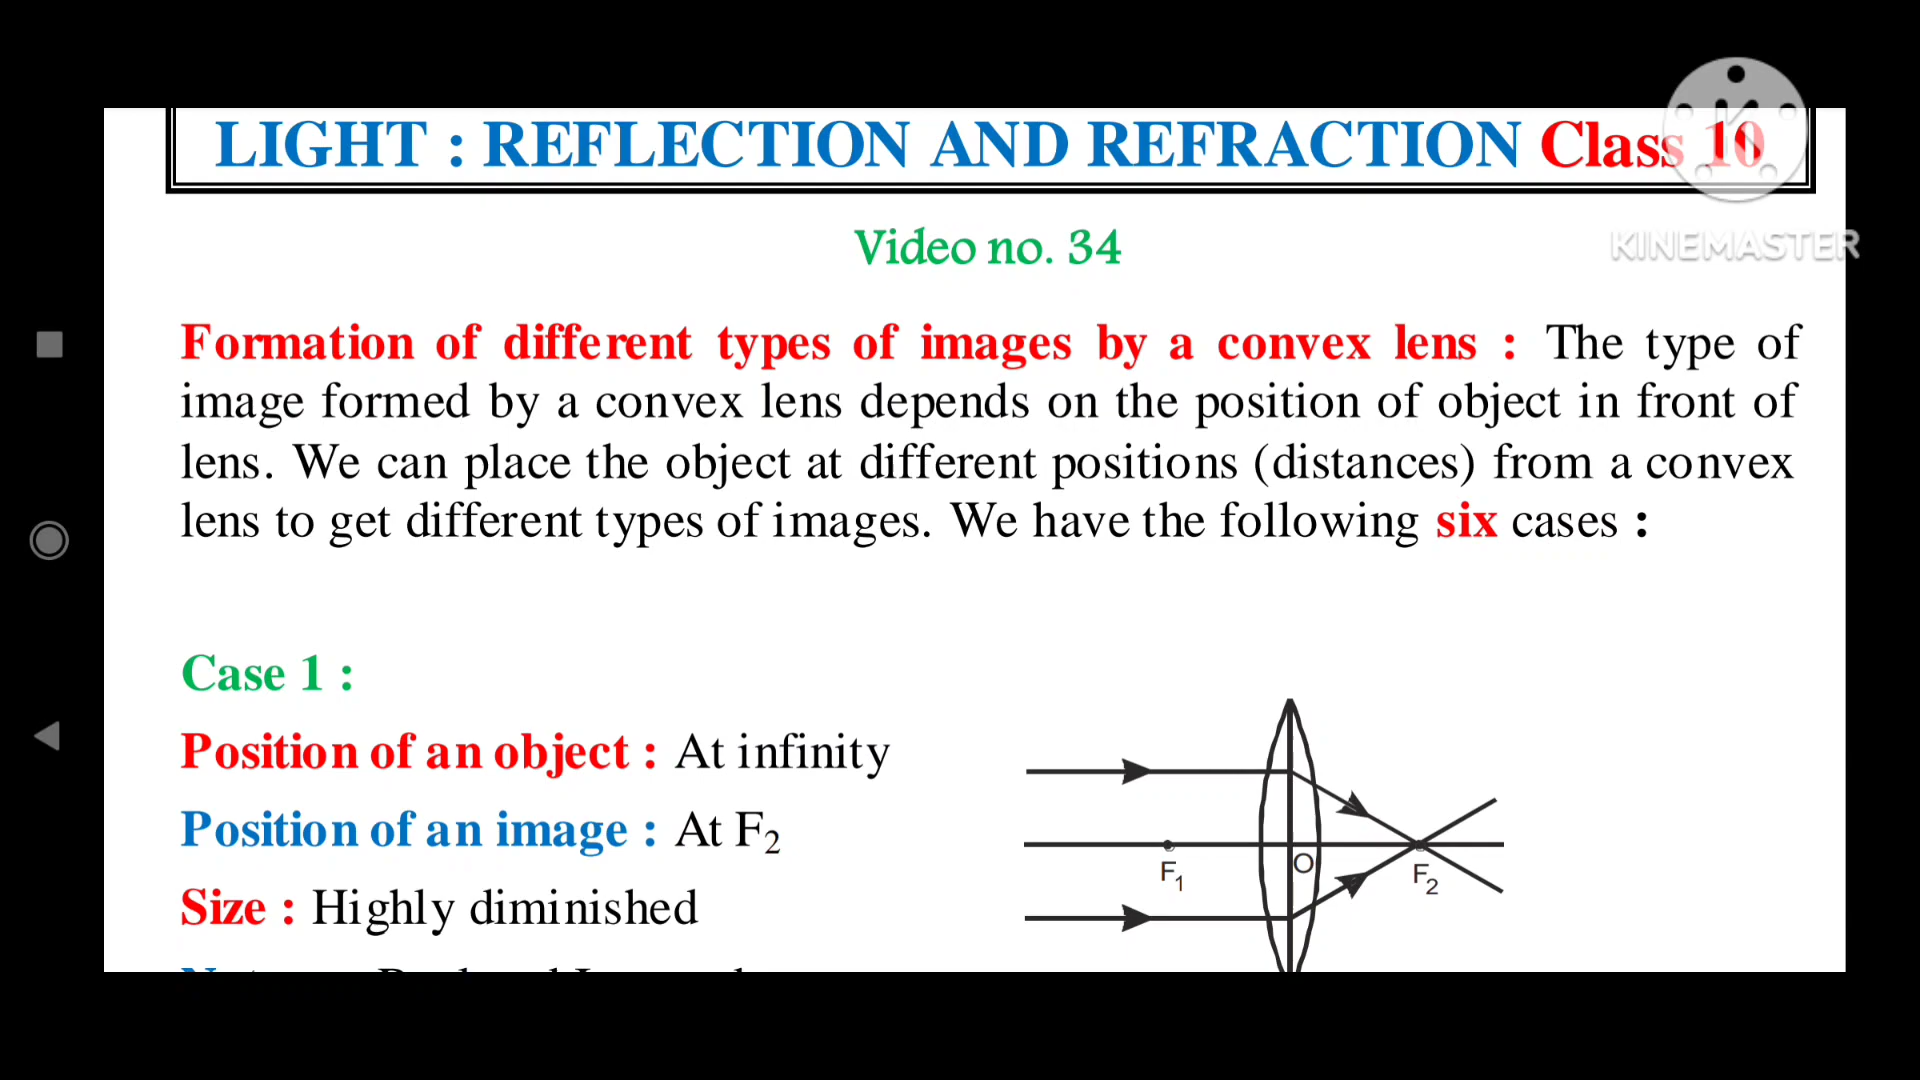 LIGHT : REFLECTION AND REFRACTION Class 10
KINEMASTER
Video no. 34
Formation of different types of images by a convex lens : The type of
image formed by a convex lens depends on the position of object in front of
lens. We can place the object at different positions (distances) from a convex
lens to get different types of images. We have the following six cases :
Case 1 :
Position of an object : At infinity
Position of an image : At F₂
Size : Highly diminished
F₁
O
F₂